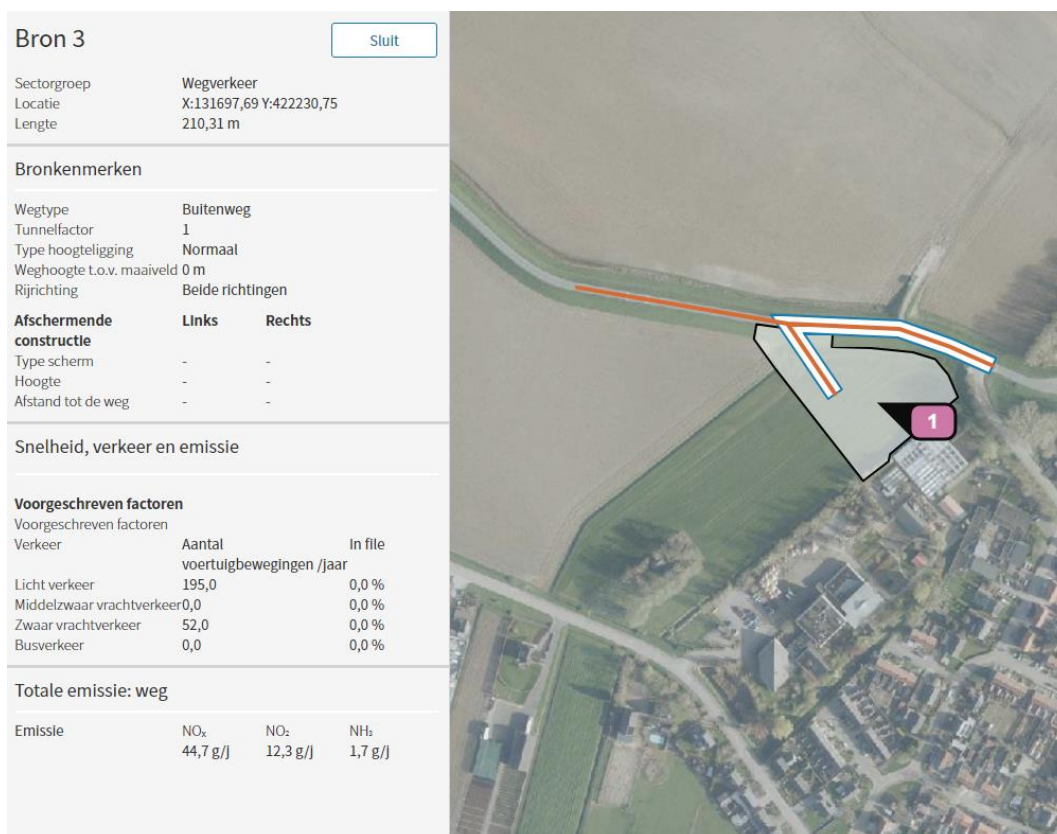 Bron 3
Sluit
Sectorgroep Wegverkeer
Locatie X:131697,69 Y:422230,75
Lengte 210,31 m
Bronkenmerken
Wegtype Buitenweg
Tunnelfactor 1
Type hoogteligging Normaal
Weghoogte t.o.v. maaiveld 0 m
Rijrichting Beide richtingen
Afschermende Links Rechts
constructie
Type scherm - -
Hoogte - -
Afstand tot de weg - -
Snelheid, verkeer en emissie
Voorgeschreven factoren
Voorgeschreven factoren
Verkeer Aantal In file
voertuigbewegingen /jaar
Licht verkeer 195,0 0,0 %
Middelzwaar vrachtverkeer 0,0 0,0 %
Zwaar vrachtverkeer 52,0 0,0 %
Busverkeer 0,0 0,0 %
Totale emissie: weg
Emissie NOₓ NO₂ NH₃
44,7 g/j 12,3 g/j 1,7 g/j
1